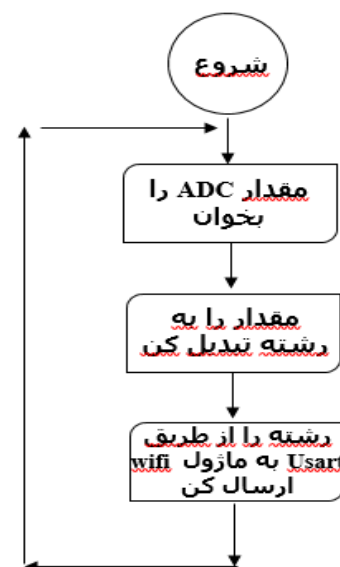 شروع
مقدار ADC را
بخوان
مقدار را به
رشته تبدیل کن
رشته را از طریق
Usart به ماژول wifi
ارسال کن